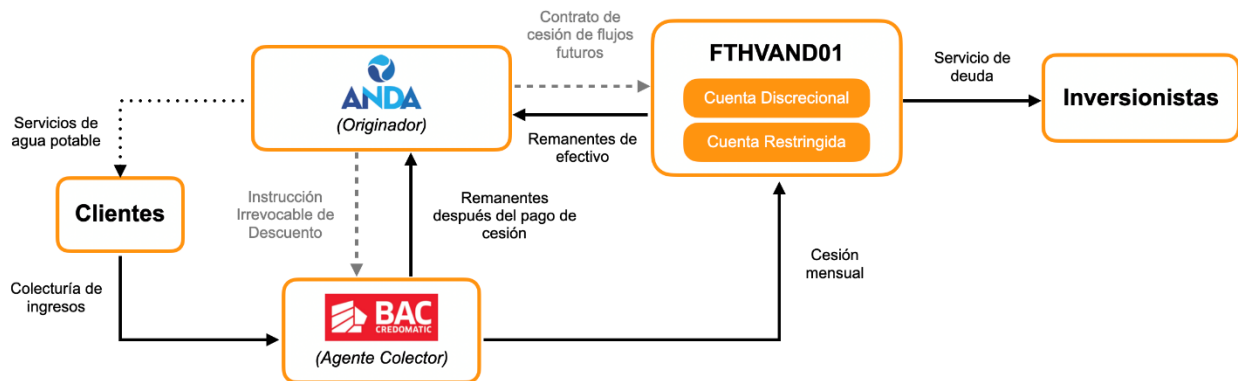 Contrato de
cesión de flujos
futuros
FTHVAND01
Cuenta Discrecional
Cuenta Restringida
Servicio de
deuda
Inversionistas
ANDA
(Originador)
Remanentes de
efectivo
Servicios de
agua potable
Clientes
Instrucción
Irrevocable de
Descuento
Remanentes
después del pago de
cesión
Cesión
mensual
Colecturía de
ingresos
BAC
CREDOMATIC
(Agente Colector)